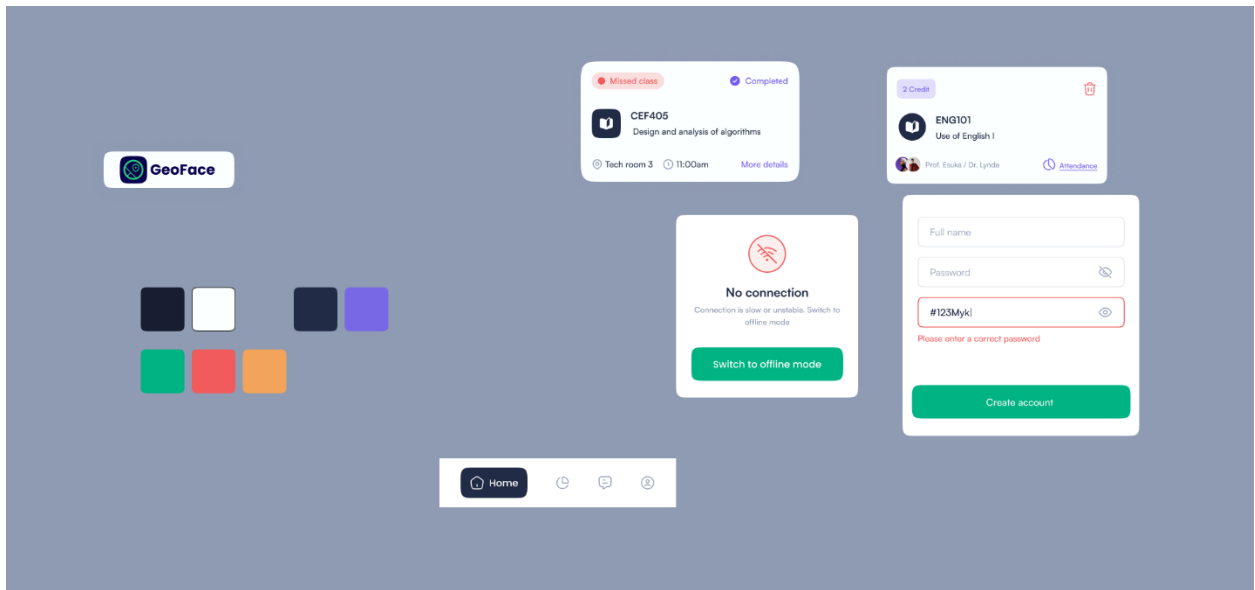 GeoFace
Missed class
Completed
CEF405
Design and analysis of algorithms
Tech room 3
11:00am
More details
2 Credit
ENG101
Use of English I
Prof. Esuka / Dr. Lynda
Attendance
No connection
Connection is slow or unstable. Switch to
offline mode
Switch to offline mode
Full name
Password
#123Myk
Please enter a correct password
Create account
Home